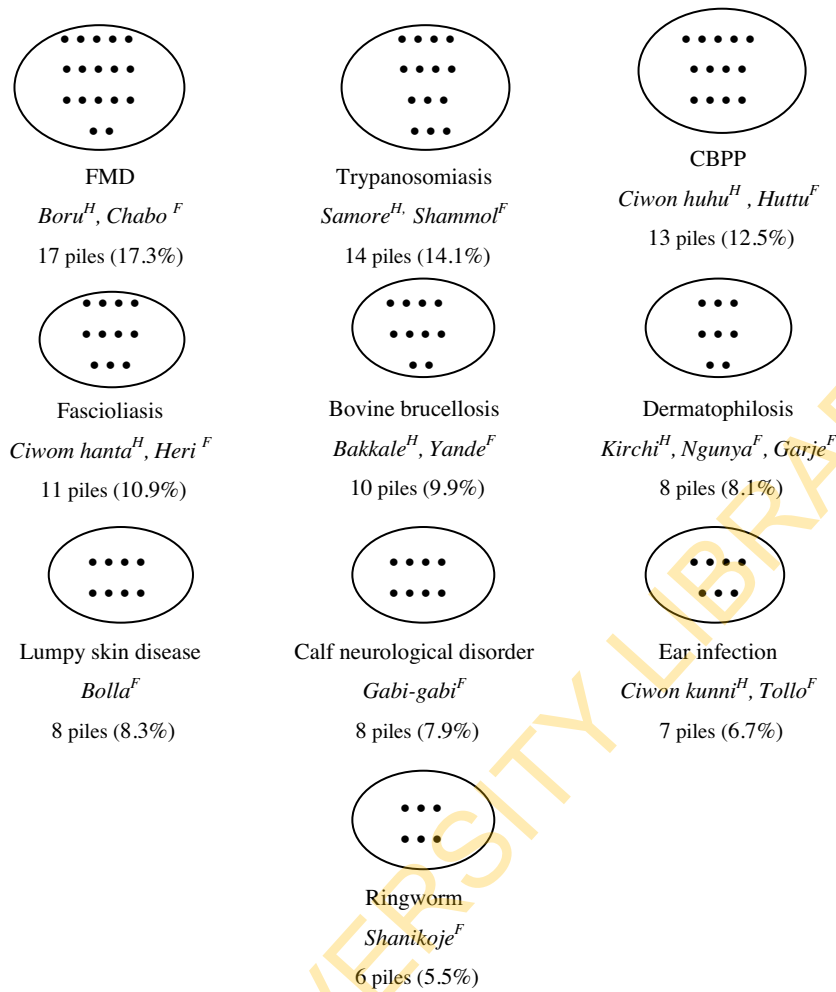 FMD
Boru^H, Chabo ^F
17 piles (17.3%)
Trypanosomiasis
Samore^H, Shammol^F
14 piles (14.1%)
CBPP
Ciwon huhu^H , Huttu^F
13 piles (12.5%)
Fascioliasis
Ciwom hanta^H, Heri ^F
11 piles (10.9%)
Bovine brucellosis
Bakkale^H, Yande^F
10 piles (9.9%)
Dermatophilosis
Kirchi^H, Ngunya^F, Garje^F
8 piles (8.1%)
Lumpy skin disease
Bolla^F
8 piles (8.3%)
Calf neurological disorder
Gabi-gabi^F
8 piles (7.9%)
Ear infection
Ciwon kunni^H, Tollo^F
7 piles (6.7%)
Ringworm
Shanikoje^F
6 piles (5.5%)